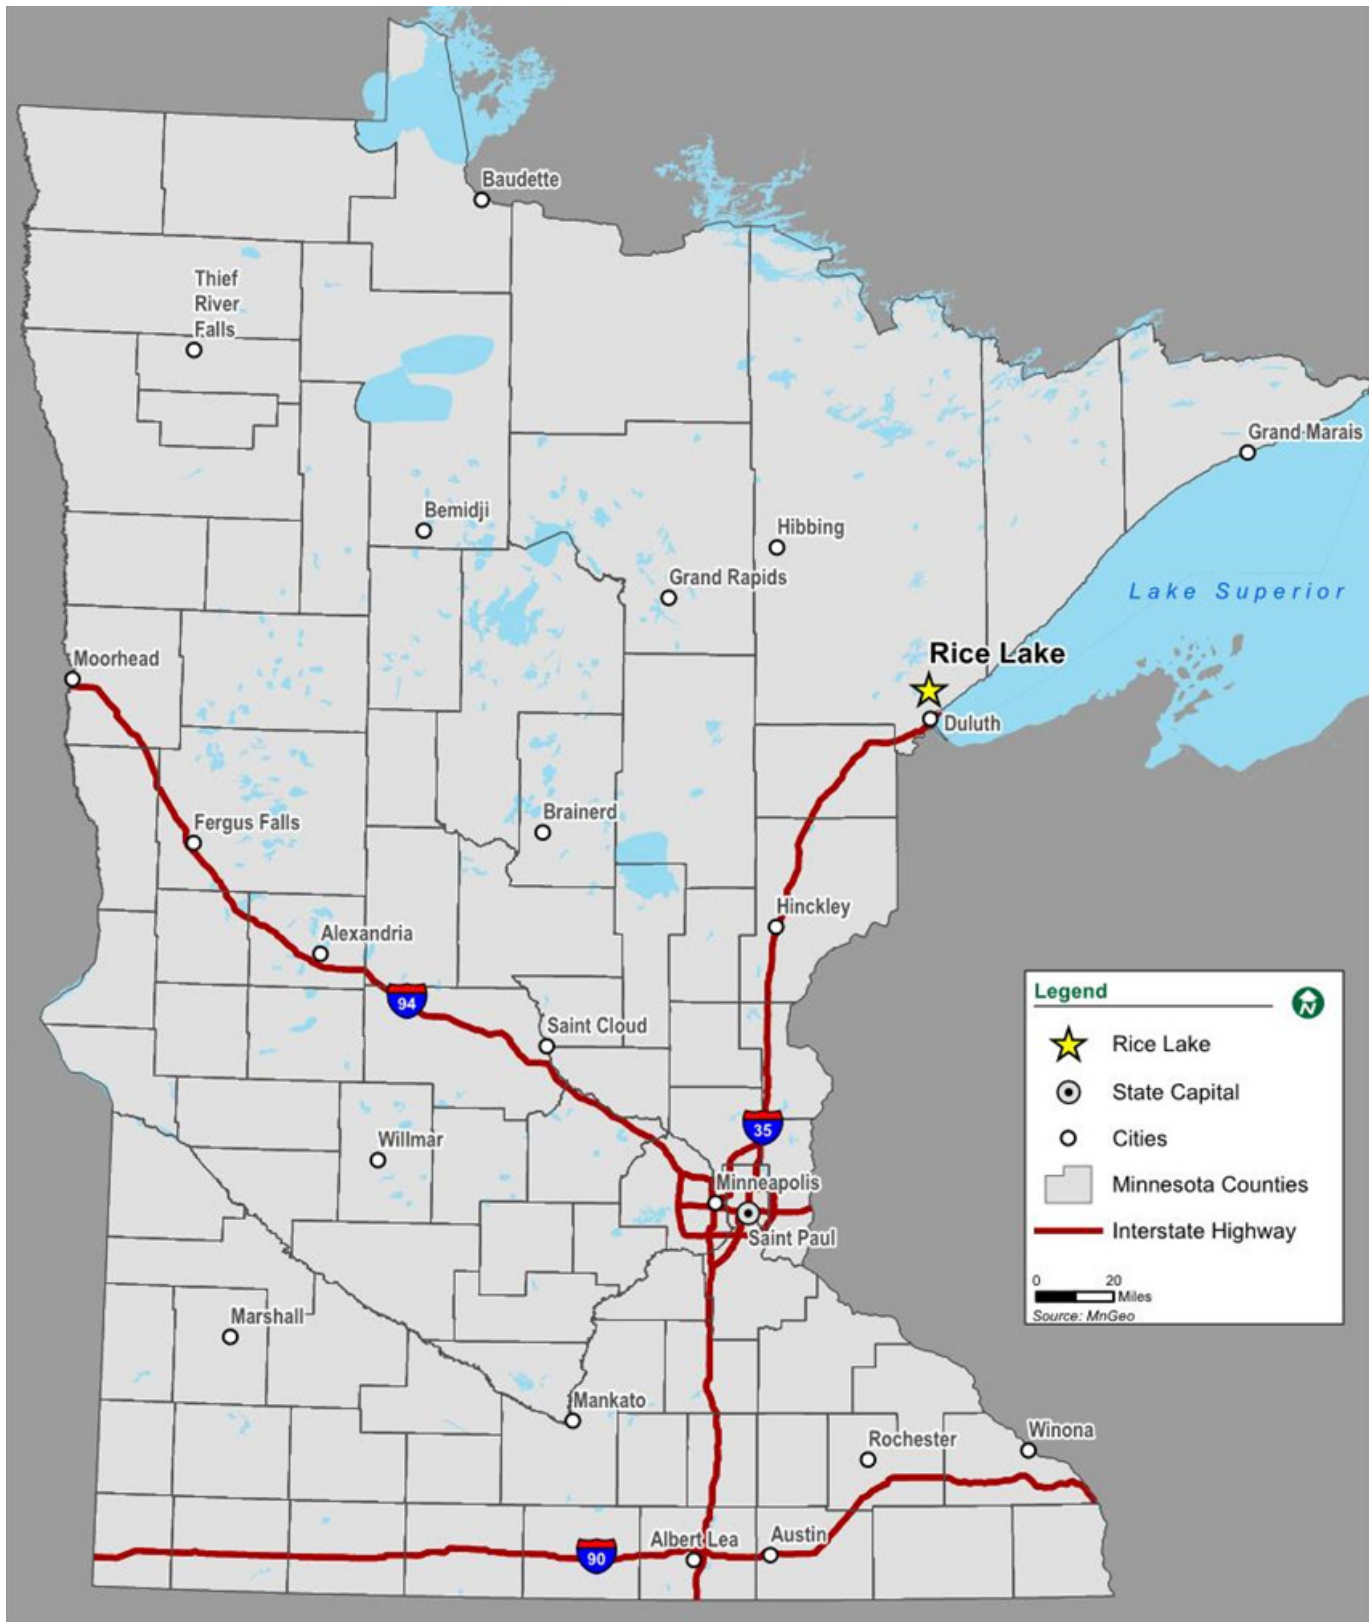 Baudette
Thief
River
Falls
Grand Marais
Bemidji
Hibbing
Grand Rapids
Lake Superior
Rice Lake
Moorhead
Duluth
Brainerd
Fergus Falls
Hinckley
Alexandria
94
Saint Cloud
35
Willmar
Minneapolis
Saint Paul
Marshall
Mankato
Winona
Rochester
Albert Lea
Austin
90
Legend
N
Rice Lake
State Capital
Cities
Minnesota Counties
Interstate Highway
0 20
Miles
Source: MnGeo